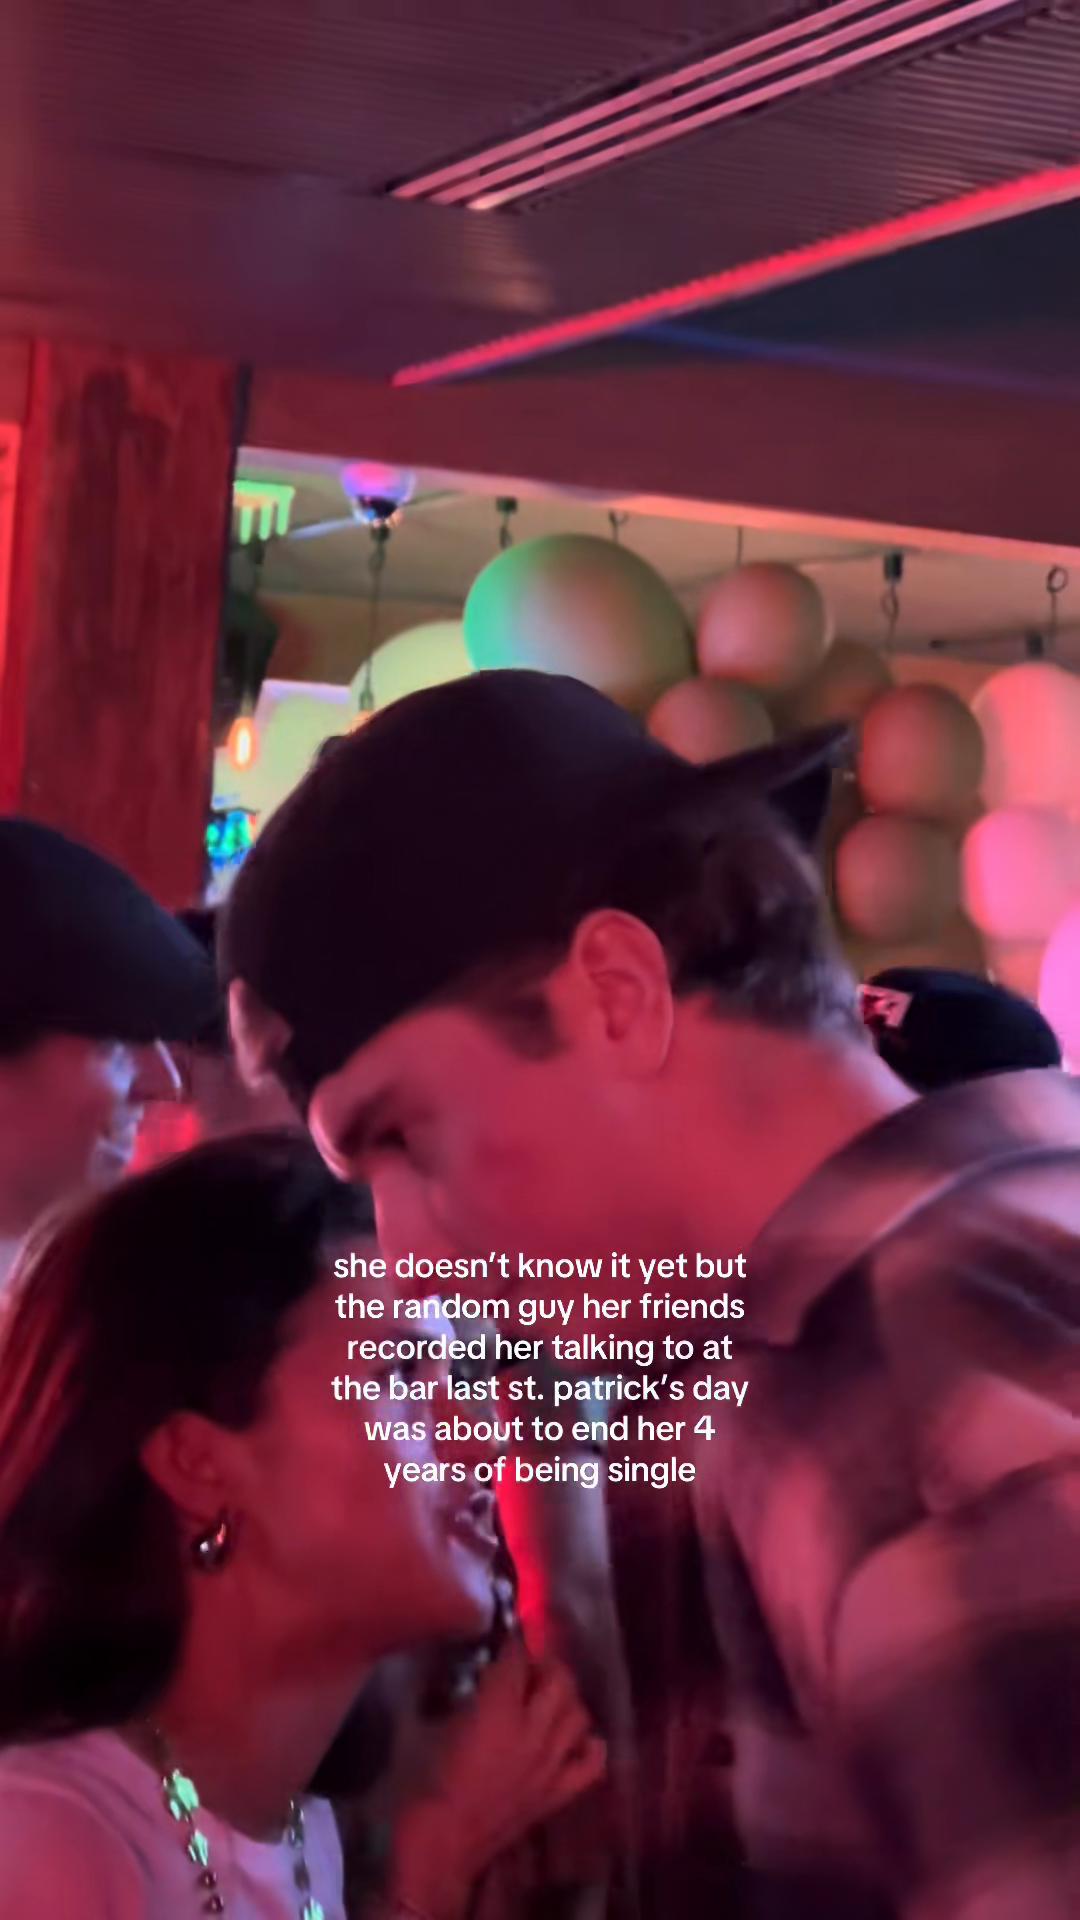 she doesn’t know it yet but
the random guy her friends
recorded her talking to at
the bar last st. patrick’s day
was about to end her 4
years of being single